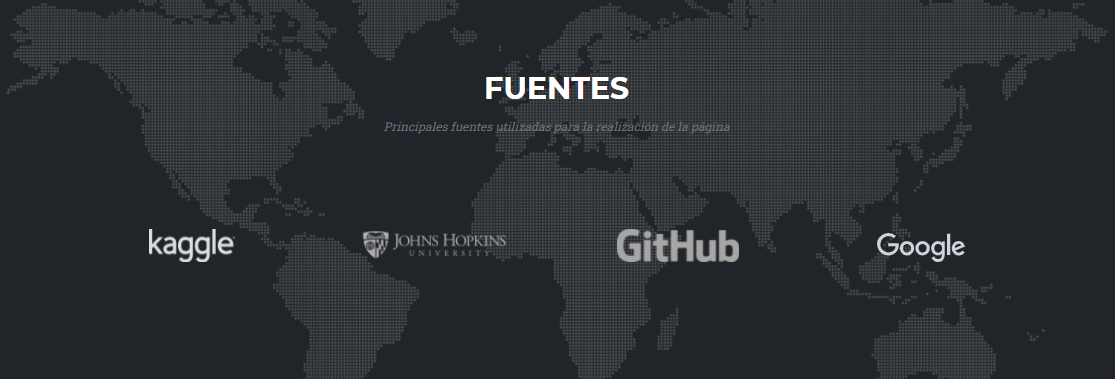 FUENTES
Principales fuentes utilizadas para la realización de la página
kaggle
JOHNS HOPKINS
UNIVERSITY
GitHub
Google